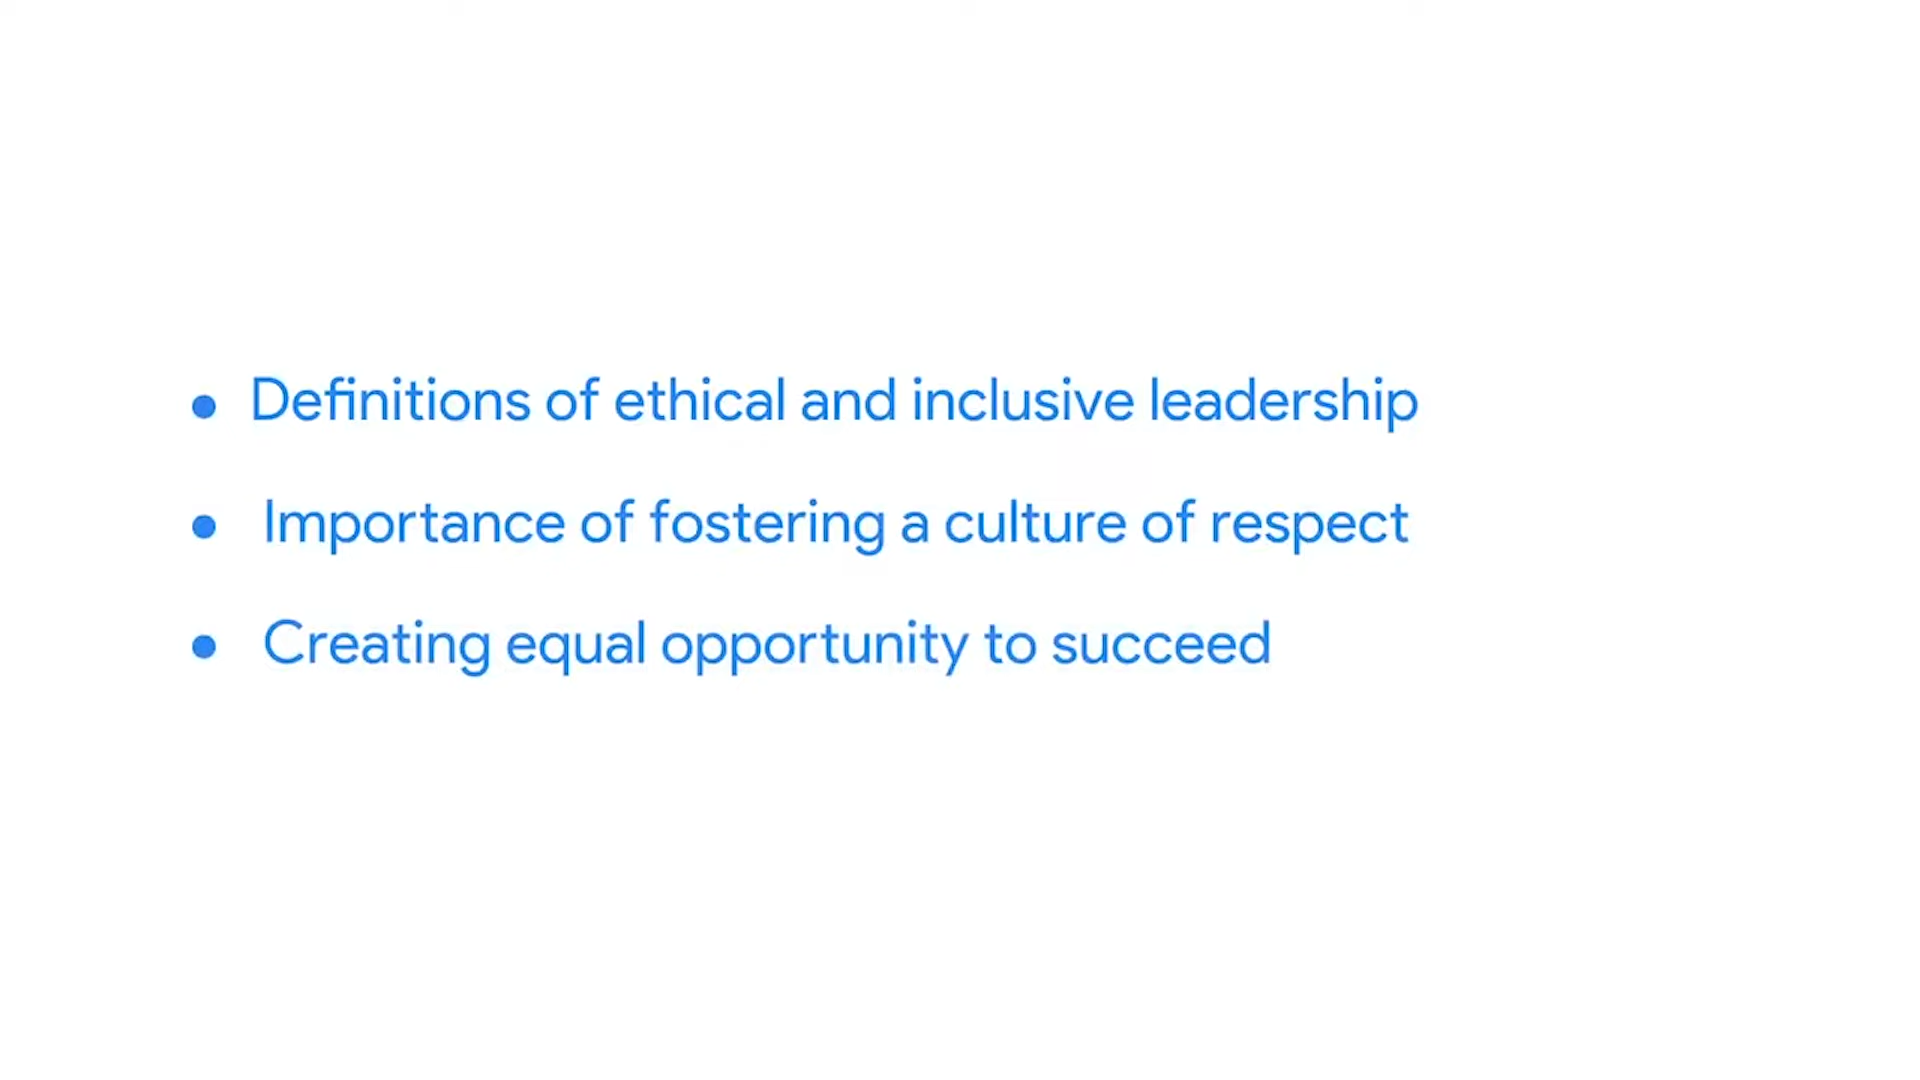 • Definitions of ethical and inclusive leadership
• Importance of fostering a culture of respect
• Creating equal opportunity to succeed